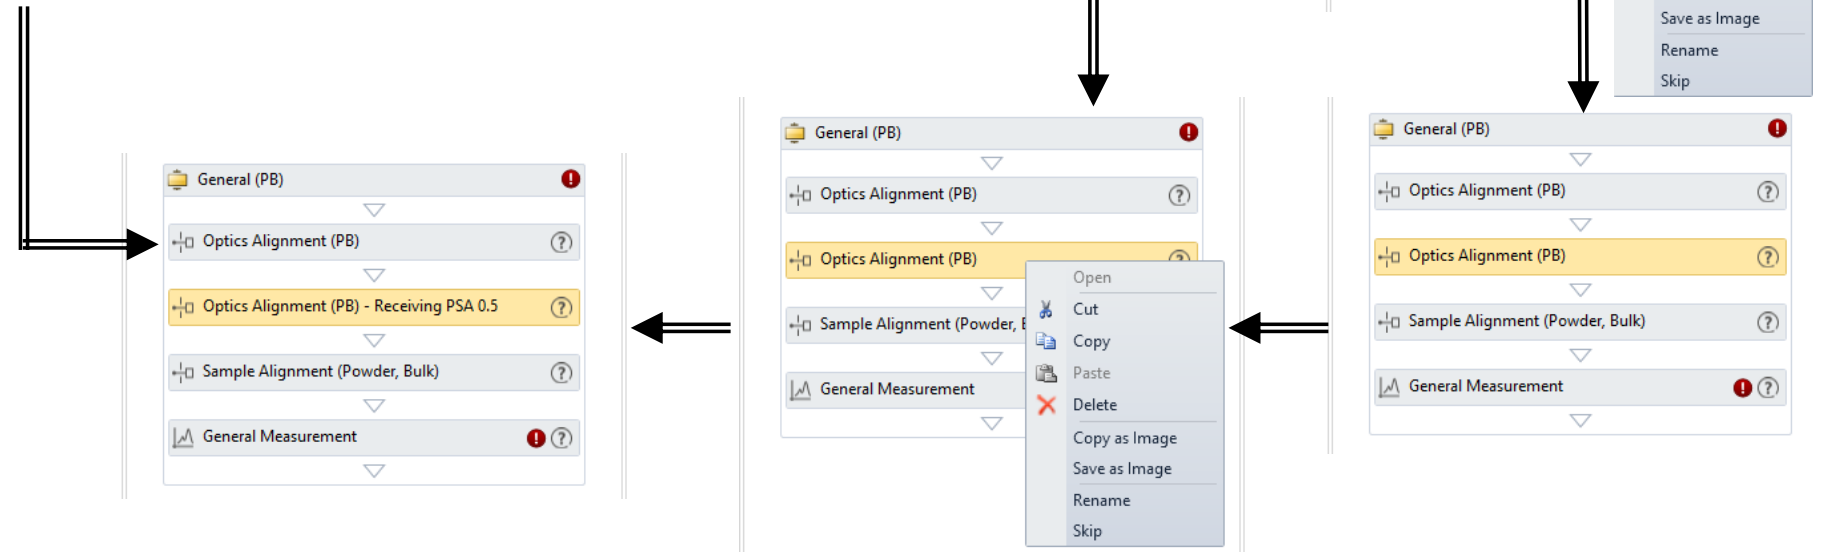 Save as Image
Rename
Skip
General (PB)
Optics Alignment (PB)
Optics Alignment (PB) - Receiving PSA 0.5
Sample Alignment (Powder, Bulk)
General Measurement
General (PB)
Optics Alignment (PB)
Optics Alignment (PB)
Sample Alignment (Powder,
General Measurement
Open
Cut
Copy
Paste
Delete
Copy as Image
Save as Image
Rename
Skip
General (PB)
Optics Alignment (PB)
Optics Alignment (PB)
Sample Alignment (Powder, Bulk)
General Measurement